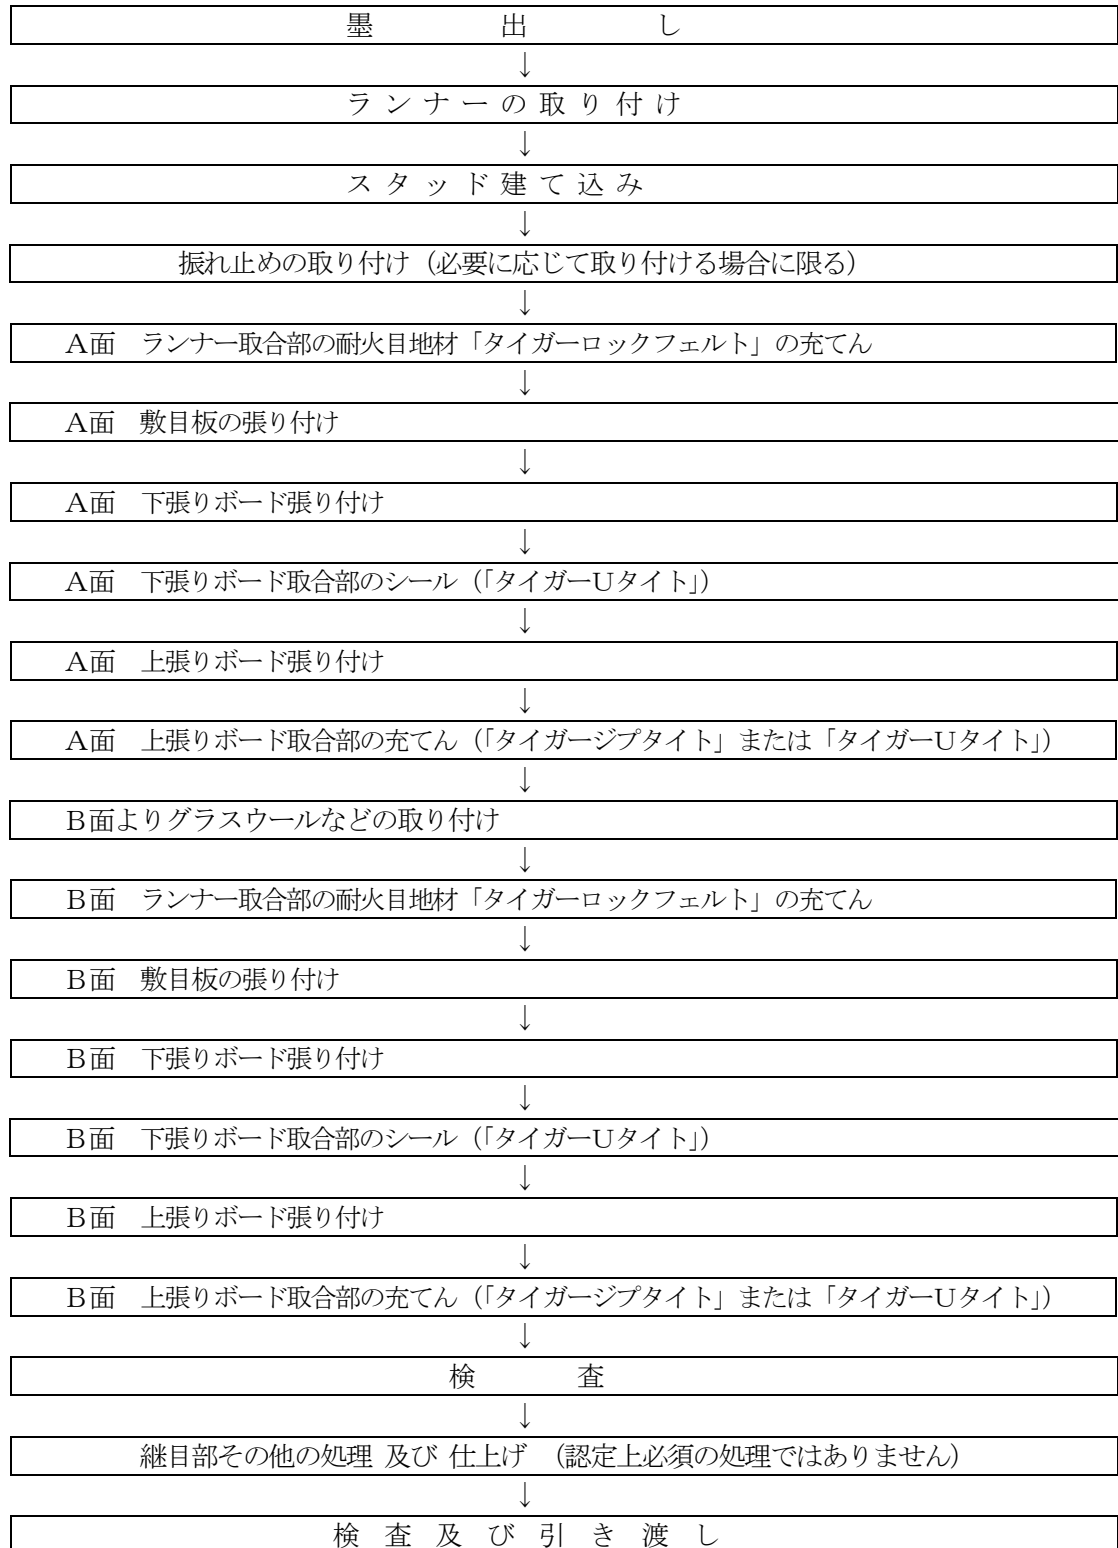 墨出し
↓
ランナーの取り付け
↓
スタッド建て込み
↓
振れ止めの取り付け（必要に応じて取り付ける場合に限る）
↓
Ａ面　ランナー取合部の耐火目地材「タイガーロックフェルト」の充てん
↓
Ａ面　敷目板の張り付け
↓
Ａ面　下張りボード張り付け
↓
Ａ面　下張りボード取合部のシール（「タイガーＵタイト」）
↓
Ａ面　上張りボード張り付け
↓
Ａ面　上張りボード取合部の充てん（「タイガージプタイト」または「タイガーＵタイト」）
↓
Ｂ面よりグラスウールなどの取り付け
↓
Ｂ面　ランナー取合部の耐火目地材「タイガーロックフェルト」の充てん
↓
Ｂ面　敷目板の張り付け
↓
Ｂ面　下張りボード張り付け
↓
Ｂ面　下張りボード取合部のシール（「タイガーＵタイト」）
↓
Ｂ面　上張りボード張り付け
↓
Ｂ面　上張りボード取合部の充てん（「タイガージプタイト」または「タイガーＵタイト」）
↓
検査
↓
継目部その他の処理 及び 仕上げ　（認定上必須の処理ではありません）
↓
検査及び引き渡し